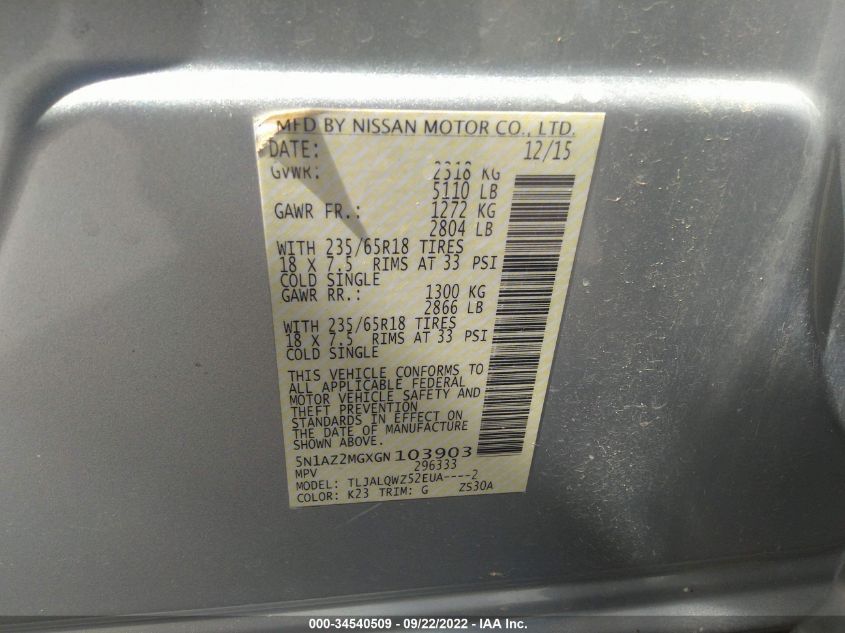 MFD BY NISSAN MOTOR CO., LTD.
DATE: 12/15
GVWR: 2318 KG
5110 LB
GAWR FR.: 1272 KG
2804 LB
WITH 235/65R18 TIRES
18 X 7.5 RIMS AT 33 PSI
COLD SINGLE
GAWR RR.: 1300 KG
2866 LB
WITH 235/65R18 TIRES
18 X 7.5 RIMS AT 33 PSI
COLD SINGLE
THIS VEHICLE CONFORMS TO
ALL APPLICABLE FEDERAL
MOTOR VEHICLE SAFETY AND
THEFT PREVENTION
STANDARDS IN EFFECT ON
THE DATE OF MANUFACTURE
SHOWN ABOVE.
5N1AZ2MGXGN 103903
MPV 296333
MODEL: TLJALQWZ52EUA----2
COLOR: K23 TRIM: G ZS30A
000-34540509 - 09/22/2022 - IAA Inc.